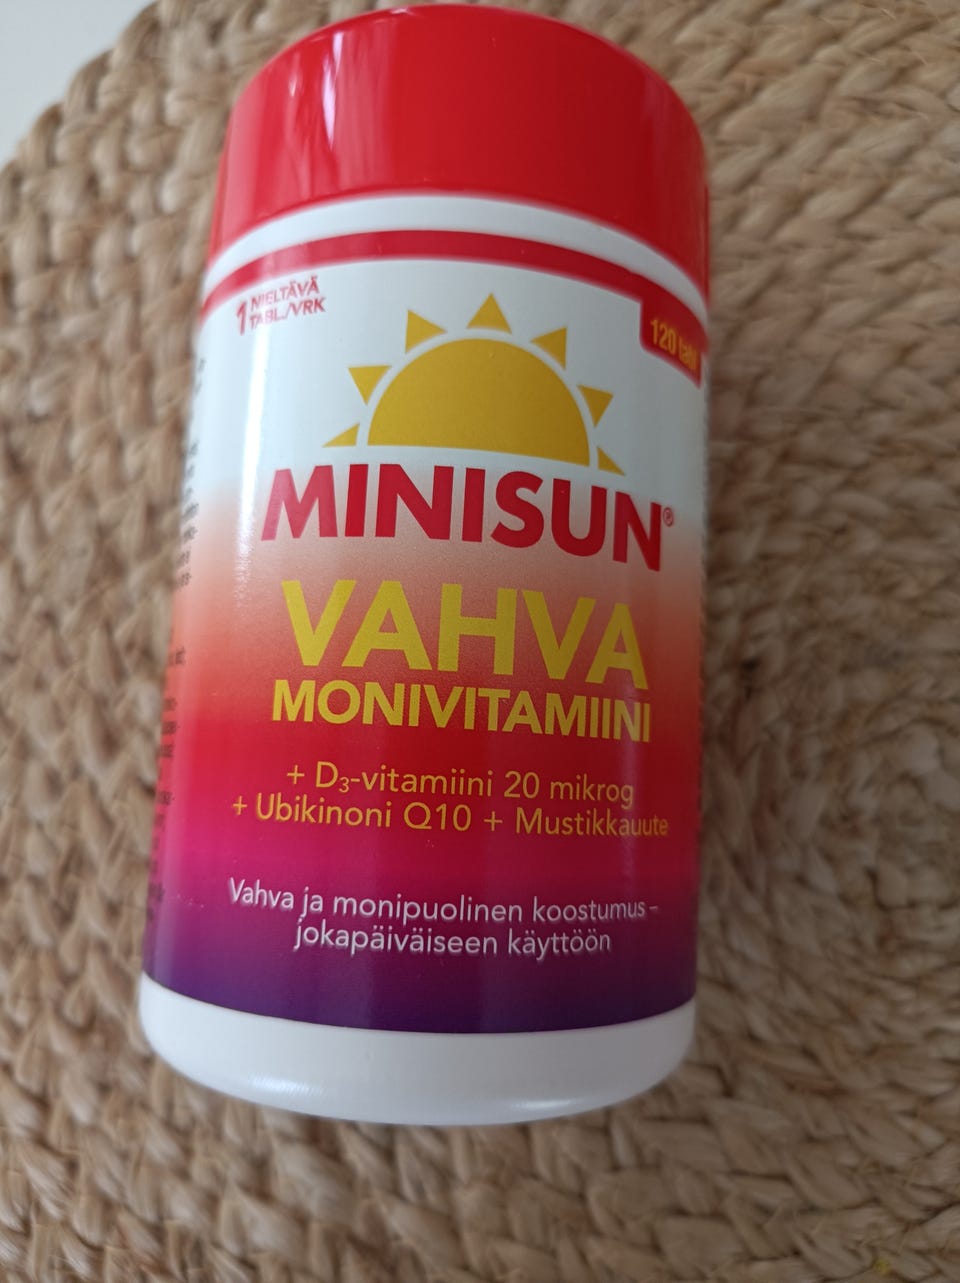 1 NIELTÄVÄ
TABL./VRK
120 tabl
MINISUN®
VAHVA
MONIVITAMIINI
+ D₃-vitamiini 20 mikrog
+ Ubikinoni Q10 + Mustikkauute
Vahva ja monipuolinen koostumus –
jokapäiväiseen käyttöön